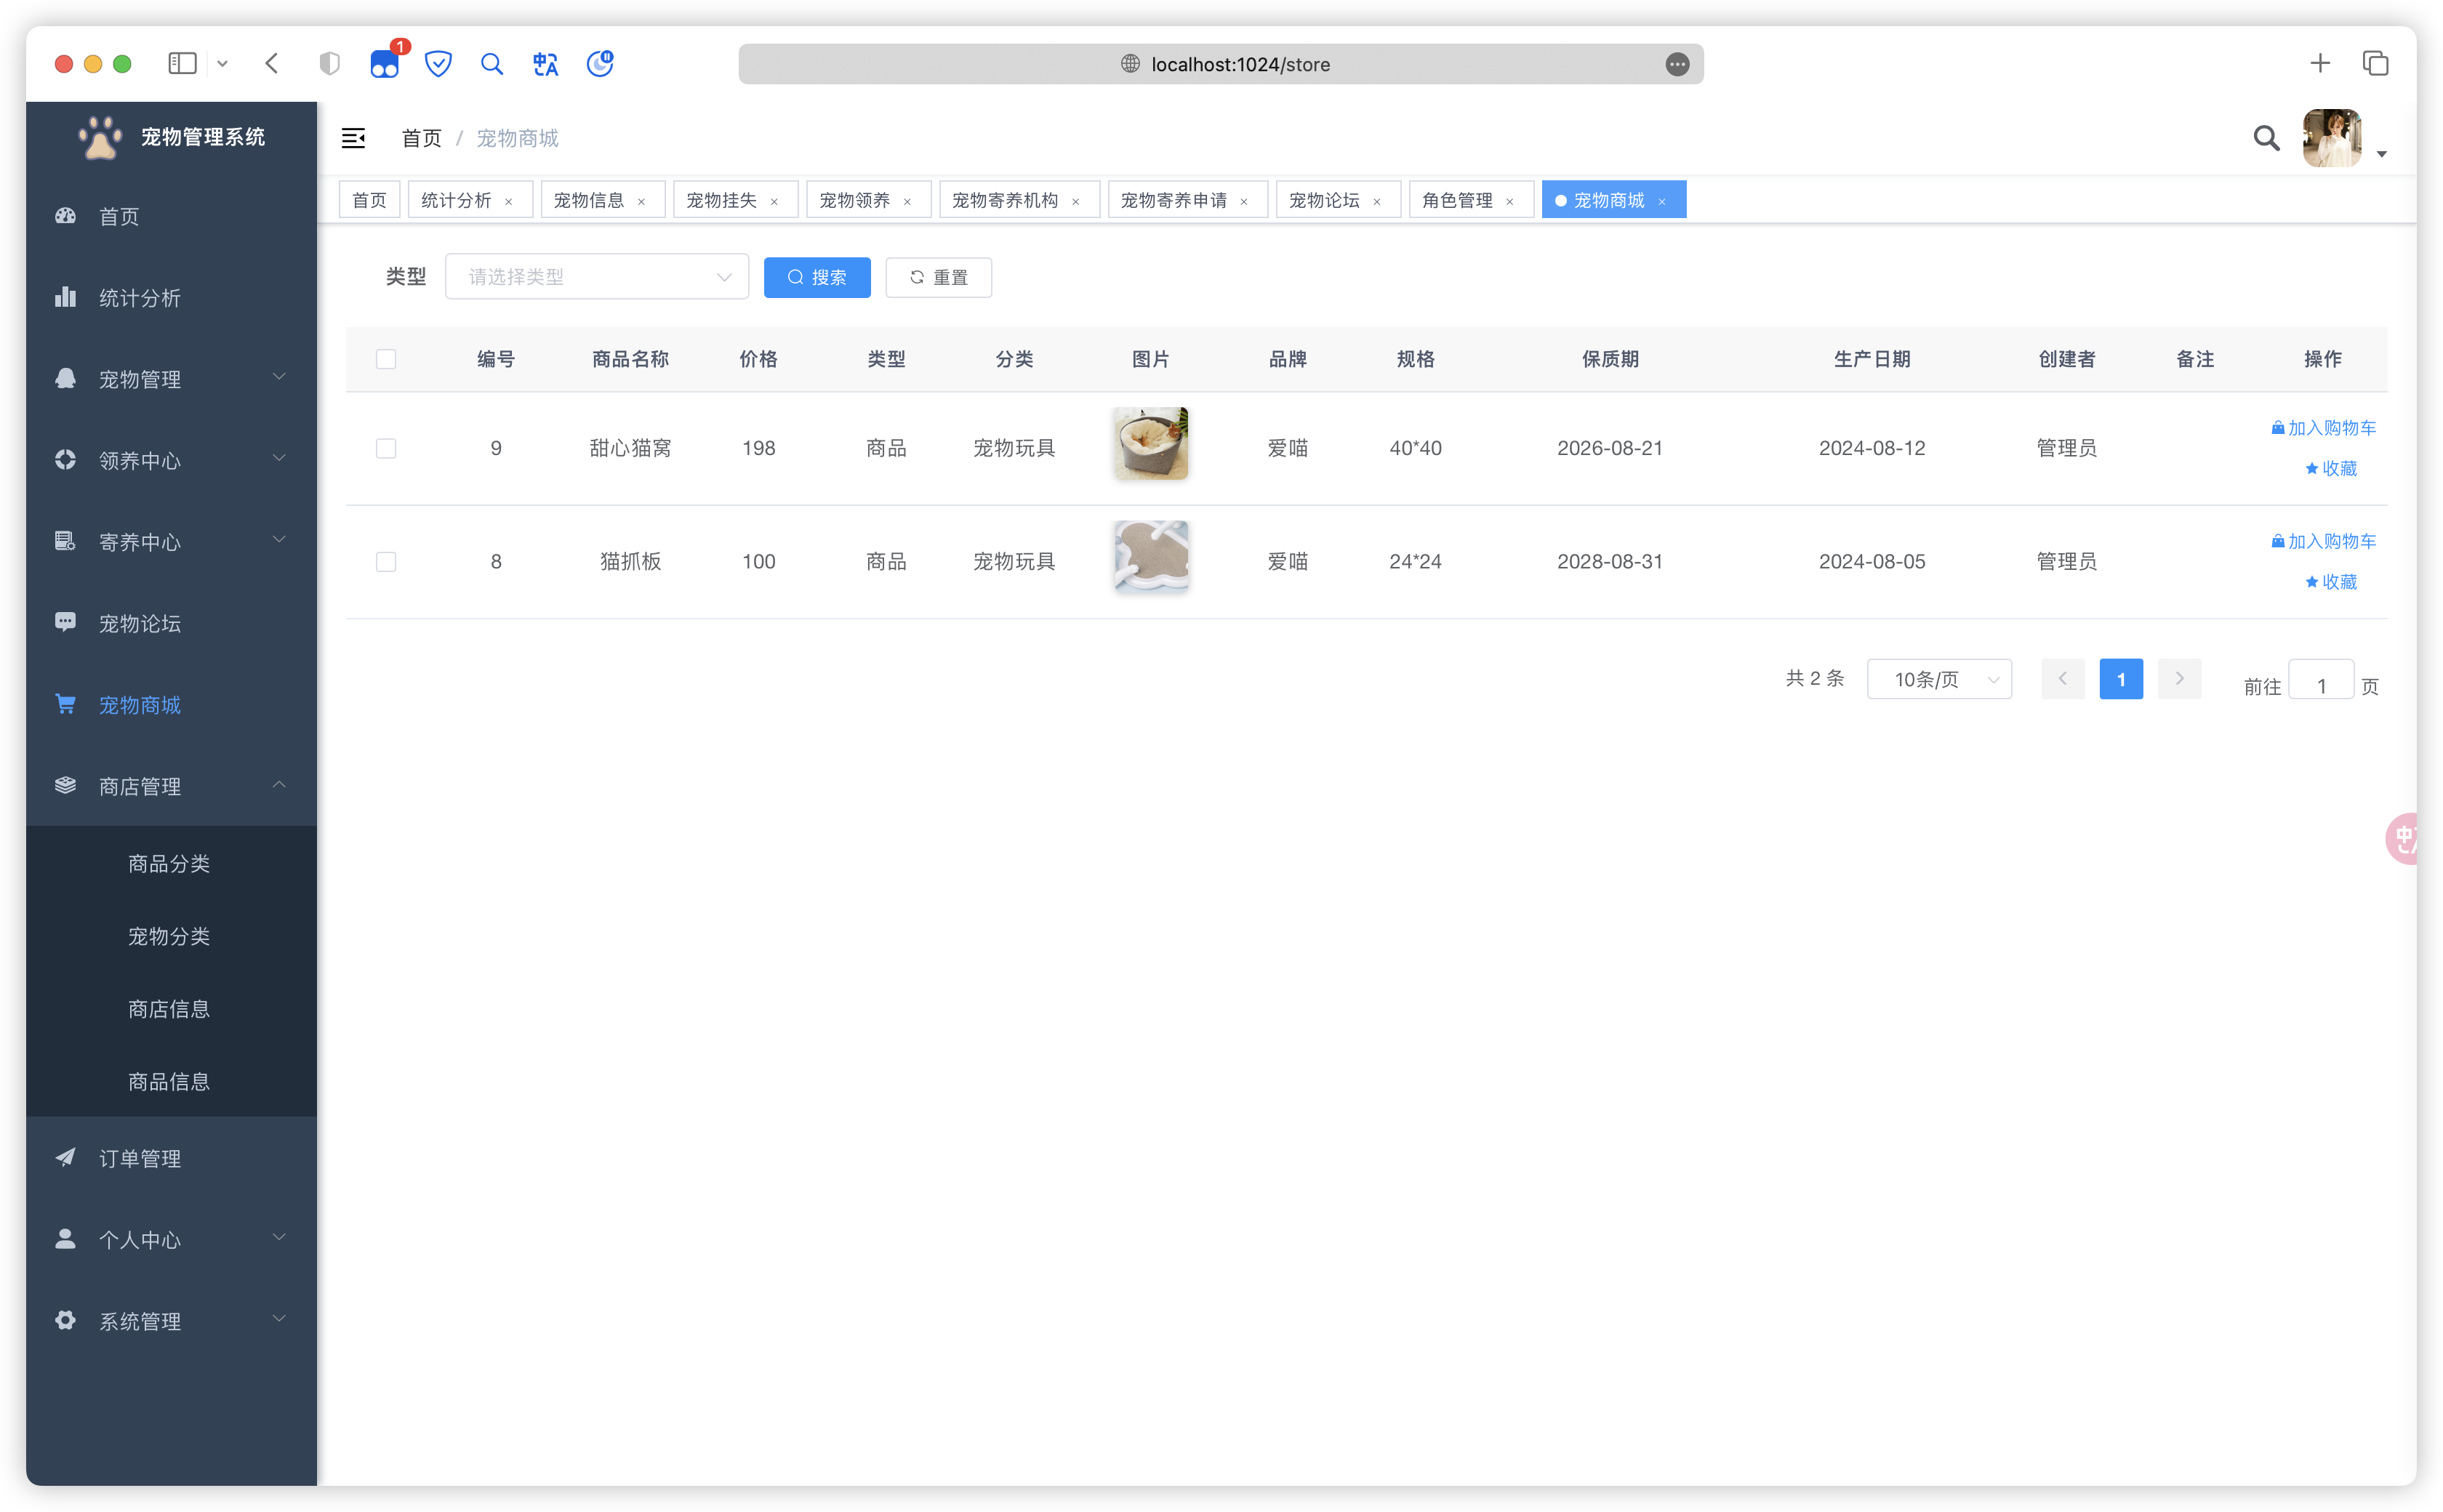 1
localhost:1024/store
宠物管理系统
首页 / 宠物商城
首页
统计分析 ×
宠物信息 ×
宠物挂失 ×
宠物领养 ×
宠物寄养机构 ×
宠物寄养申请 ×
宠物论坛 ×
角色管理 ×
宠物商城 ×
首页
统计分析
宠物管理
领养中心
寄养中心
宠物论坛
宠物商城
商店管理
商品分类
宠物分类
商店信息
商品信息
订单管理
个人中心
系统管理
类型 请选择类型 搜索 重置
编号 商品名称 价格 类型 分类 图片 品牌 规格 保质期 生产日期 创建者 备注 操作
9 甜心猫窝 198 商品 宠物玩具 爱喵 40*40 2026-08-21 2024-08-12 管理员 加入购物车
收藏
8 猫抓板 100 商品 宠物玩具 爱喵 24*24 2028-08-31 2024-08-05 管理员 加入购物车
收藏
共 2 条 10条/页 1 前往 1 页